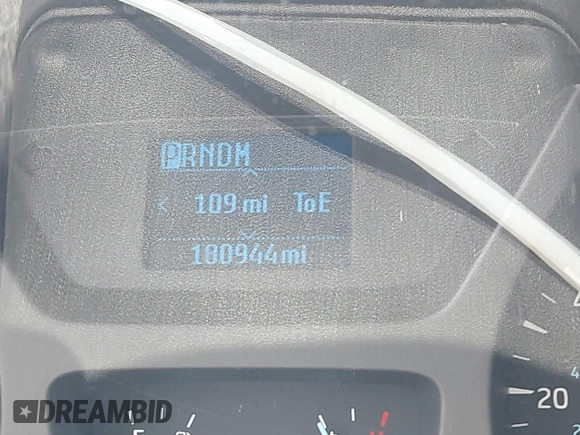 PRNDM
< 109 mi ToE
180944mi
20
E
DREAMBID